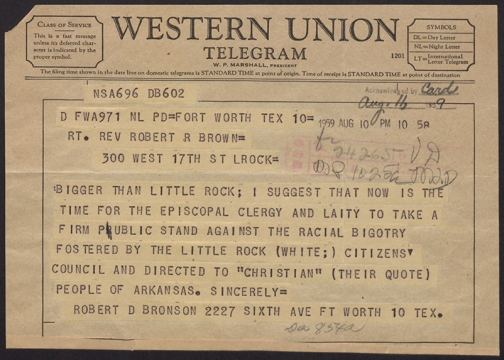 CLASS OF SERVICE
This is a fast message
unless its deferred char-
acter is indicated by the
proper symbol.
WESTERN UNION
TELEGRAM
W. P. MARSHALL, PRESIDENT
1201
SYMBOLS
DL = Day Letter
NL = Night Letter
LT = International Letter Telegram
The filing time shown in the date line on domestic telegrams is STANDARD TIME at point of origin. Time of receipt is STANDARD TIME at point of destination
NSA696 DB602
Cards
Aug. 16
D FWA971 NL PD=FORT WORTH TEX 10=
1959 AUG 10 PM 10 58
RT. REV ROBERT R BROWN=
300 WEST 17TH ST LROCK=
BIGGER THAN LITTLE ROCK; I SUGGEST THAT NOW IS THE
TIME FOR THE EPISCOPAL CLERGY AND LAITY TO TAKE A
FIRM PUBLIC STAND AGAINST THE RACIAL BIGOTRY
FOSTERED BY THE LITTLE ROCK (WHITE;) CITIZENS'
COUNCIL AND DIRECTED TO "CHRISTIAN" (THEIR QUOTE)
PEOPLE OF ARKANSAS. SINCERELY=
ROBERT D BRONSON 2227 SIXTH AVE FT WORTH 10 TEX.